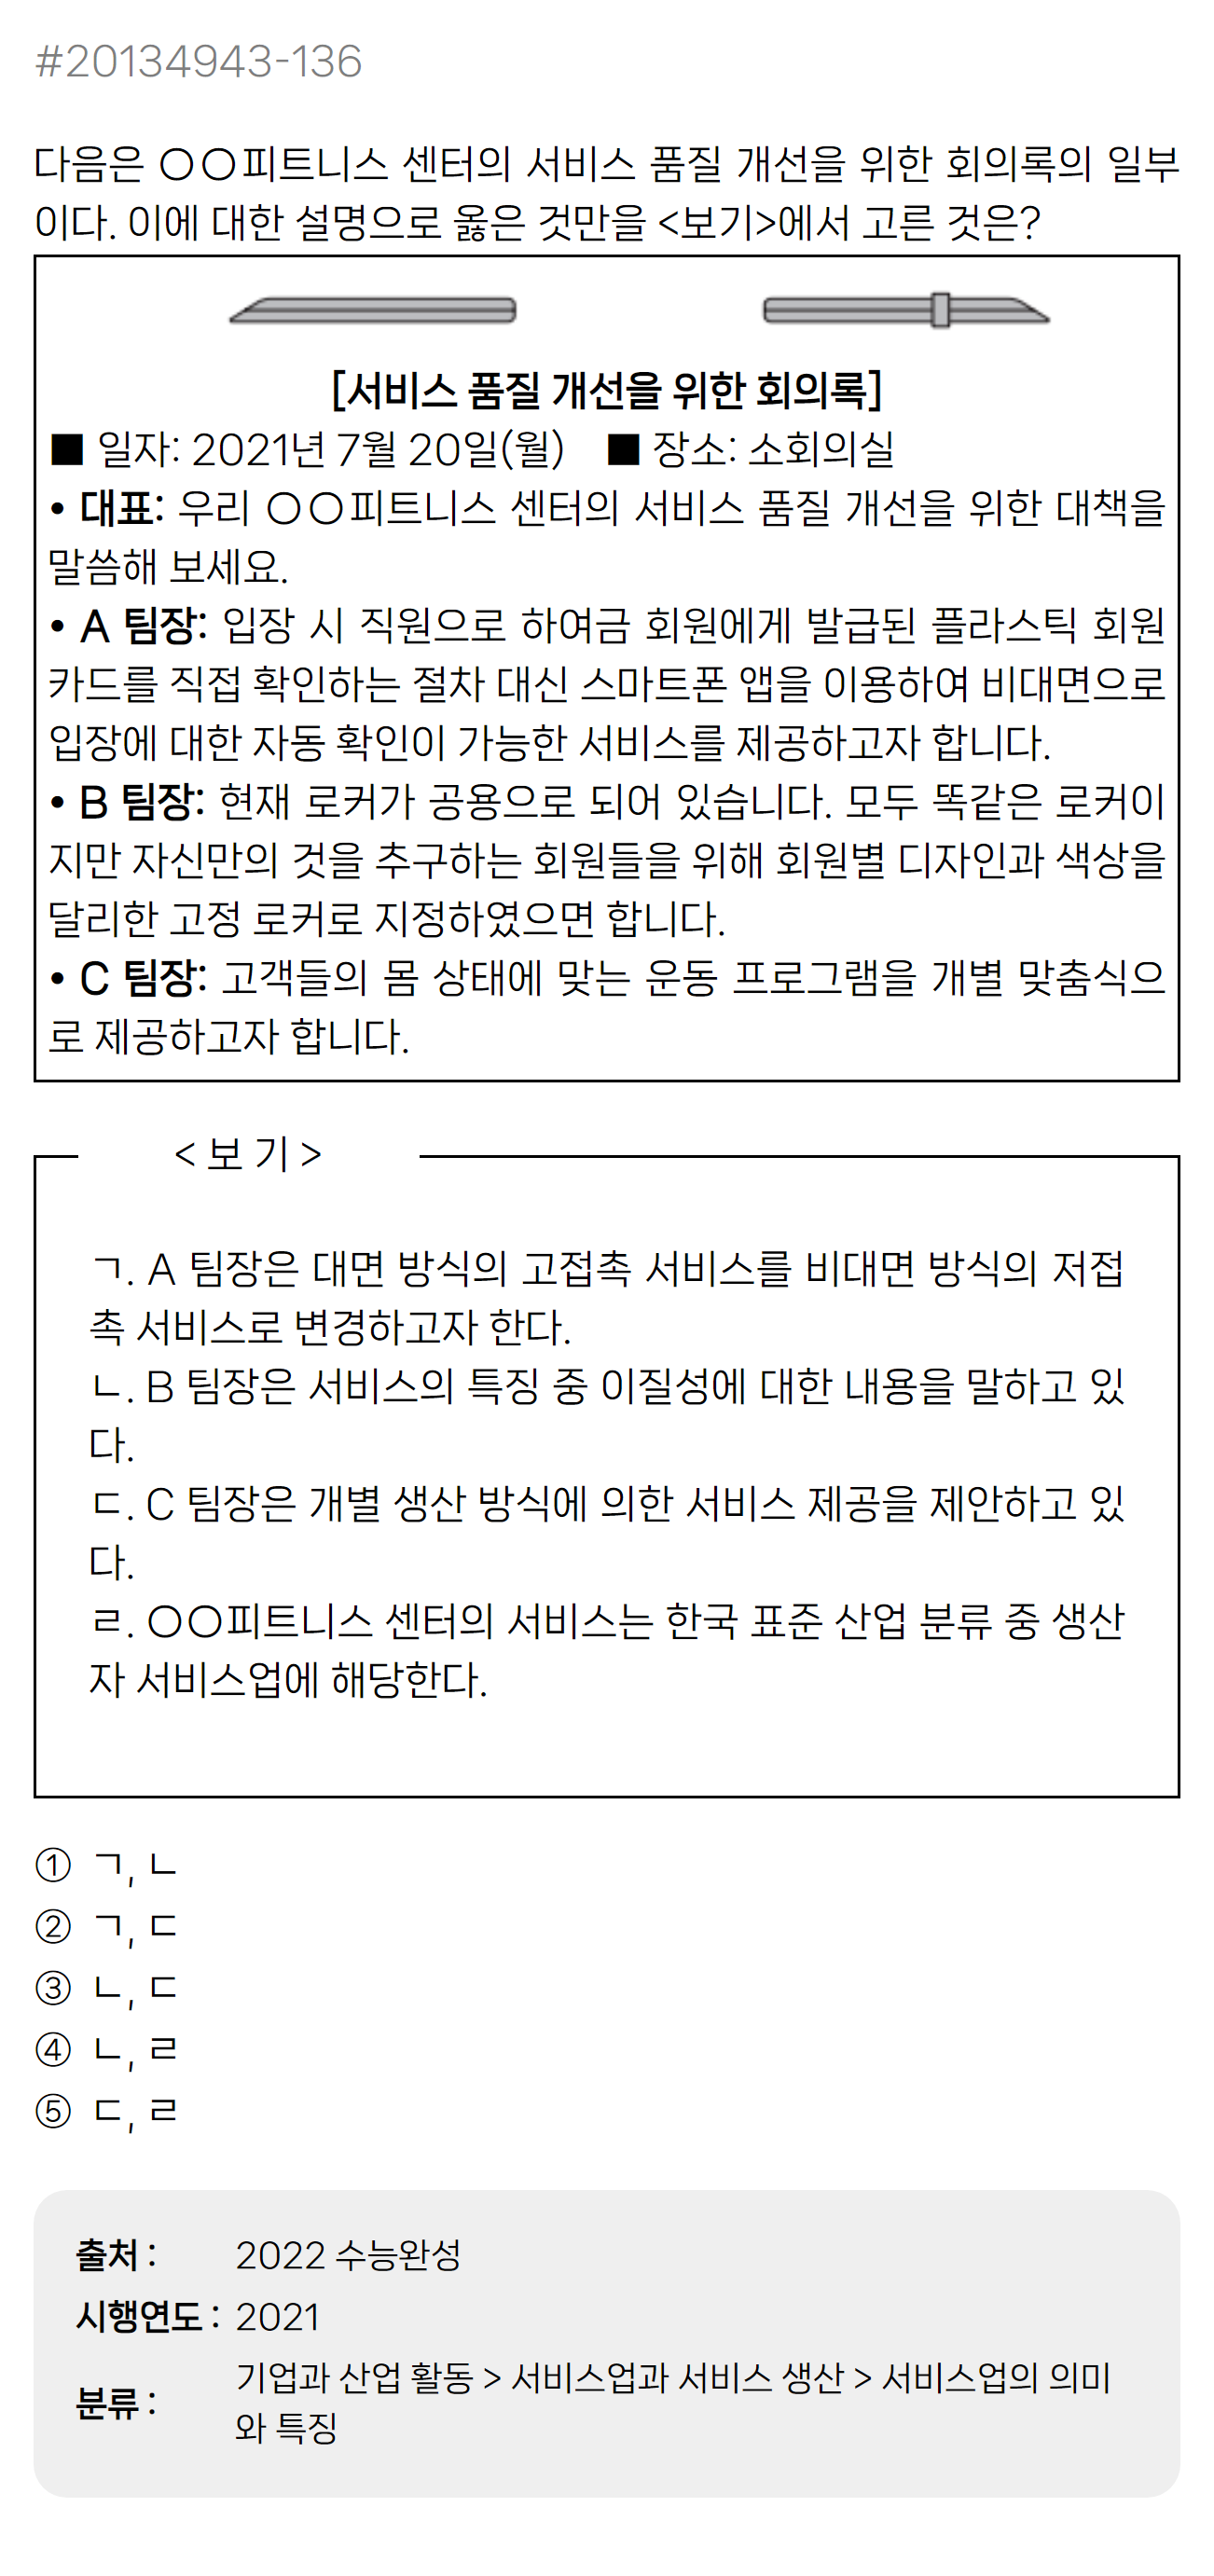 #20134943-136
다음은 〇〇피트니스 센터의 서비스 품질 개선을 위한 회의록의 일부
이다. 이에 대한 설명으로 옳은 것만을 <보기>에서 고른 것은?
[서비스 품질 개선을 위한 회의록]
■ 일자: 2021년 7월 20일(월) ■ 장소: 소회의실
• 대표: 우리 〇〇피트니스 센터의 서비스 품질 개선을 위한 대책을
말씀해 보세요.
• A 팀장: 입장 시 직원으로 하여금 회원에게 발급된 플라스틱 회원
카드를 직접 확인하는 절차 대신 스마트폰 앱을 이용하여 비대면으로
입장에 대한 자동 확인이 가능한 서비스를 제공하고자 합니다.
• B 팀장: 현재 로커가 공용으로 되어 있습니다. 모두 똑같은 로커이
지만 자신만의 것을 추구하는 회원들을 위해 회원별 디자인과 색상을
달리한 고정 로커로 지정하였으면 합니다.
• C 팀장: 고객들의 몸 상태에 맞는 운동 프로그램을 개별 맞춤식으
로 제공하고자 합니다.
< 보 기 >
ㄱ. A 팀장은 대면 방식의 고접촉 서비스를 비대면 방식의 저접
촉 서비스로 변경하고자 한다.
ㄴ. B 팀장은 서비스의 특징 중 이질성에 대한 내용을 말하고 있
다.
ㄷ. C 팀장은 개별 생산 방식에 의한 서비스 제공을 제안하고 있
다.
ㄹ. 〇〇피트니스 센터의 서비스는 한국 표준 산업 분류 중 생산
자 서비스업에 해당한다.
① ㄱ, ㄴ
② ㄱ, ㄷ
③ ㄴ, ㄷ
④ ㄴ, ㄹ
⑤ ㄷ, ㄹ
출처 : 2022 수능완성
시행연도 : 2021
분류 : 기업과 산업 활동 > 서비스업과 서비스 생산 > 서비스업의 의미
와 특징